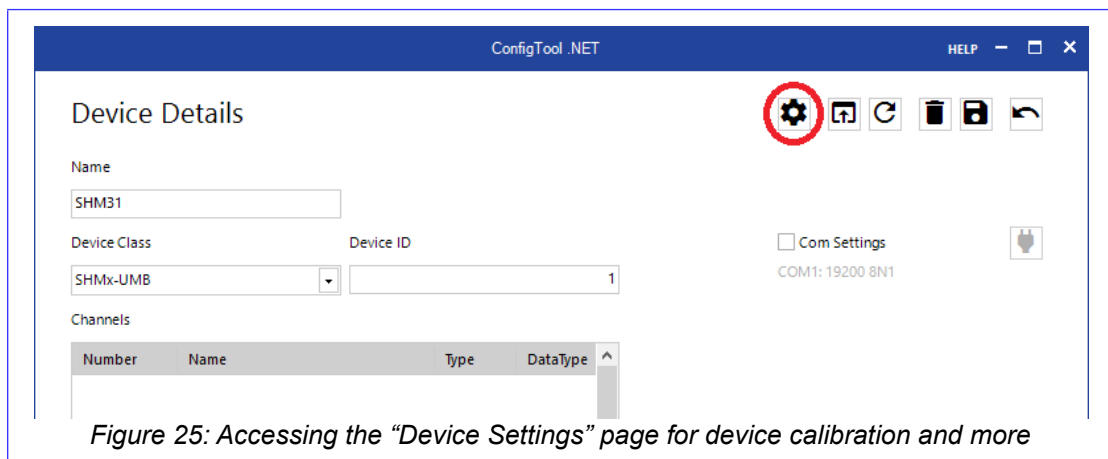 ConfigTool .NET HELP
Device Details
Name
SHM31
Device Class Device ID Com Settings
SHMx-UMB 1 COM1: 19200 8N1
Channels
Number Name Type DataType
Figure 25: Accessing the “Device Settings” page for device calibration and more